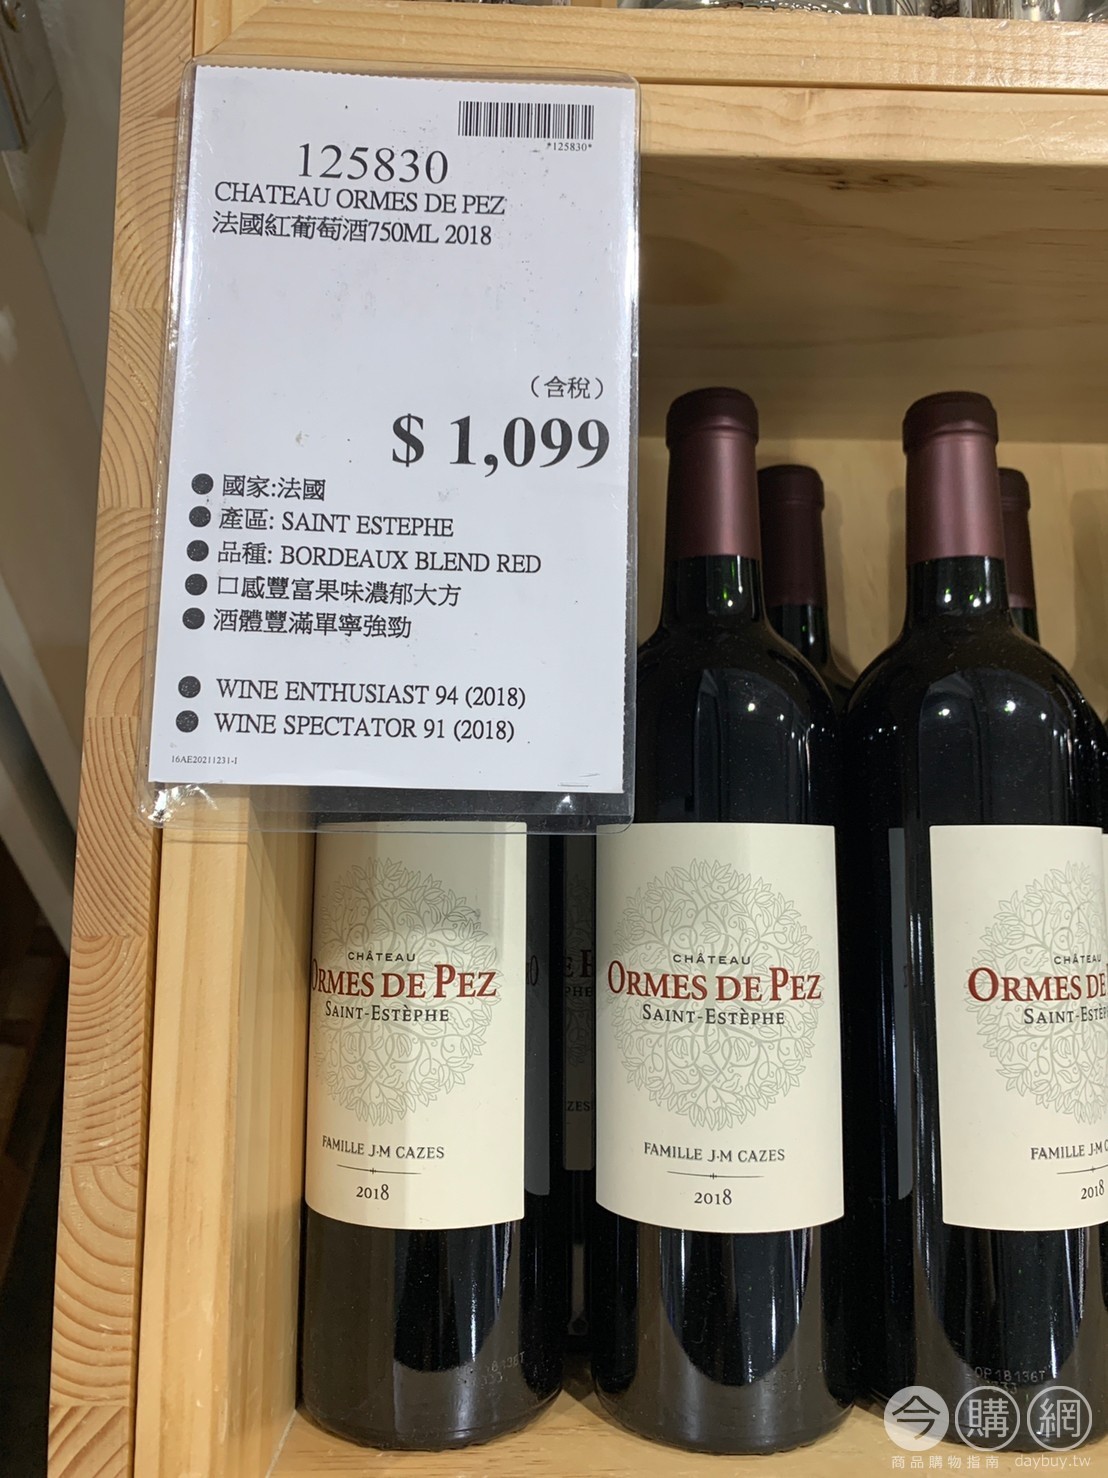 *125830*
125830
CHATEAU ORMES DE PEZ
法國紅葡萄酒750ML 2018
（含稅）
$ 1,099
● 國家:法國
● 產區: SAINT ESTEPHE
● 品種: BORDEAUX BLEND RED
● 口感豐富果味濃郁大方
● 酒體豐滿單寧強勁
● WINE ENTHUSIAST 94 (2018)
● WINE SPECTATOR 91 (2018)
16AE20211231-1
CHÂTEAU
ORMES DE PEZ
SAINT-ESTÈPHE
FAMILLE J·M CAZES
2018
CHÂTEAU
ORMES DE PEZ
SAINT-ESTÈPHE
FAMILLE J·M CAZES
2018
CHÂTEAU
ORMES DE
SAINT-ESTÈP
FAMILLE J·M
2018
今購網
商品購物指南 daybuy.tw